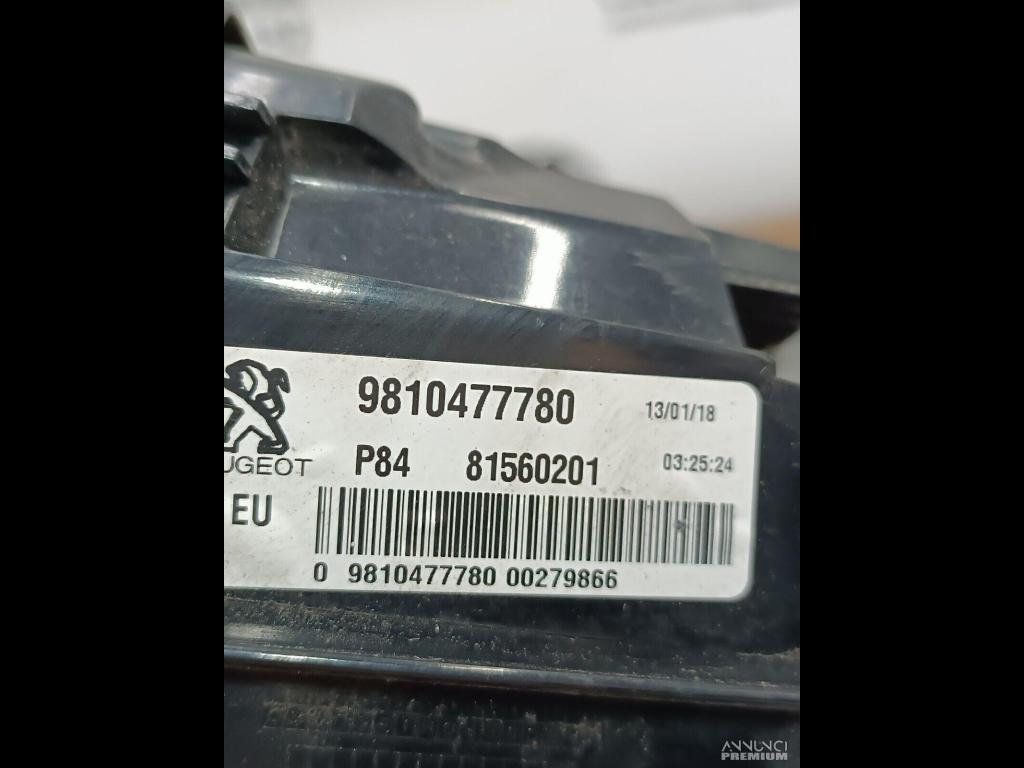 9810477780 13/01/18
UGEOT P84 81560201 03:25:24
EU
0 9810477780 00279866
ANNUNCI
PREMIUM